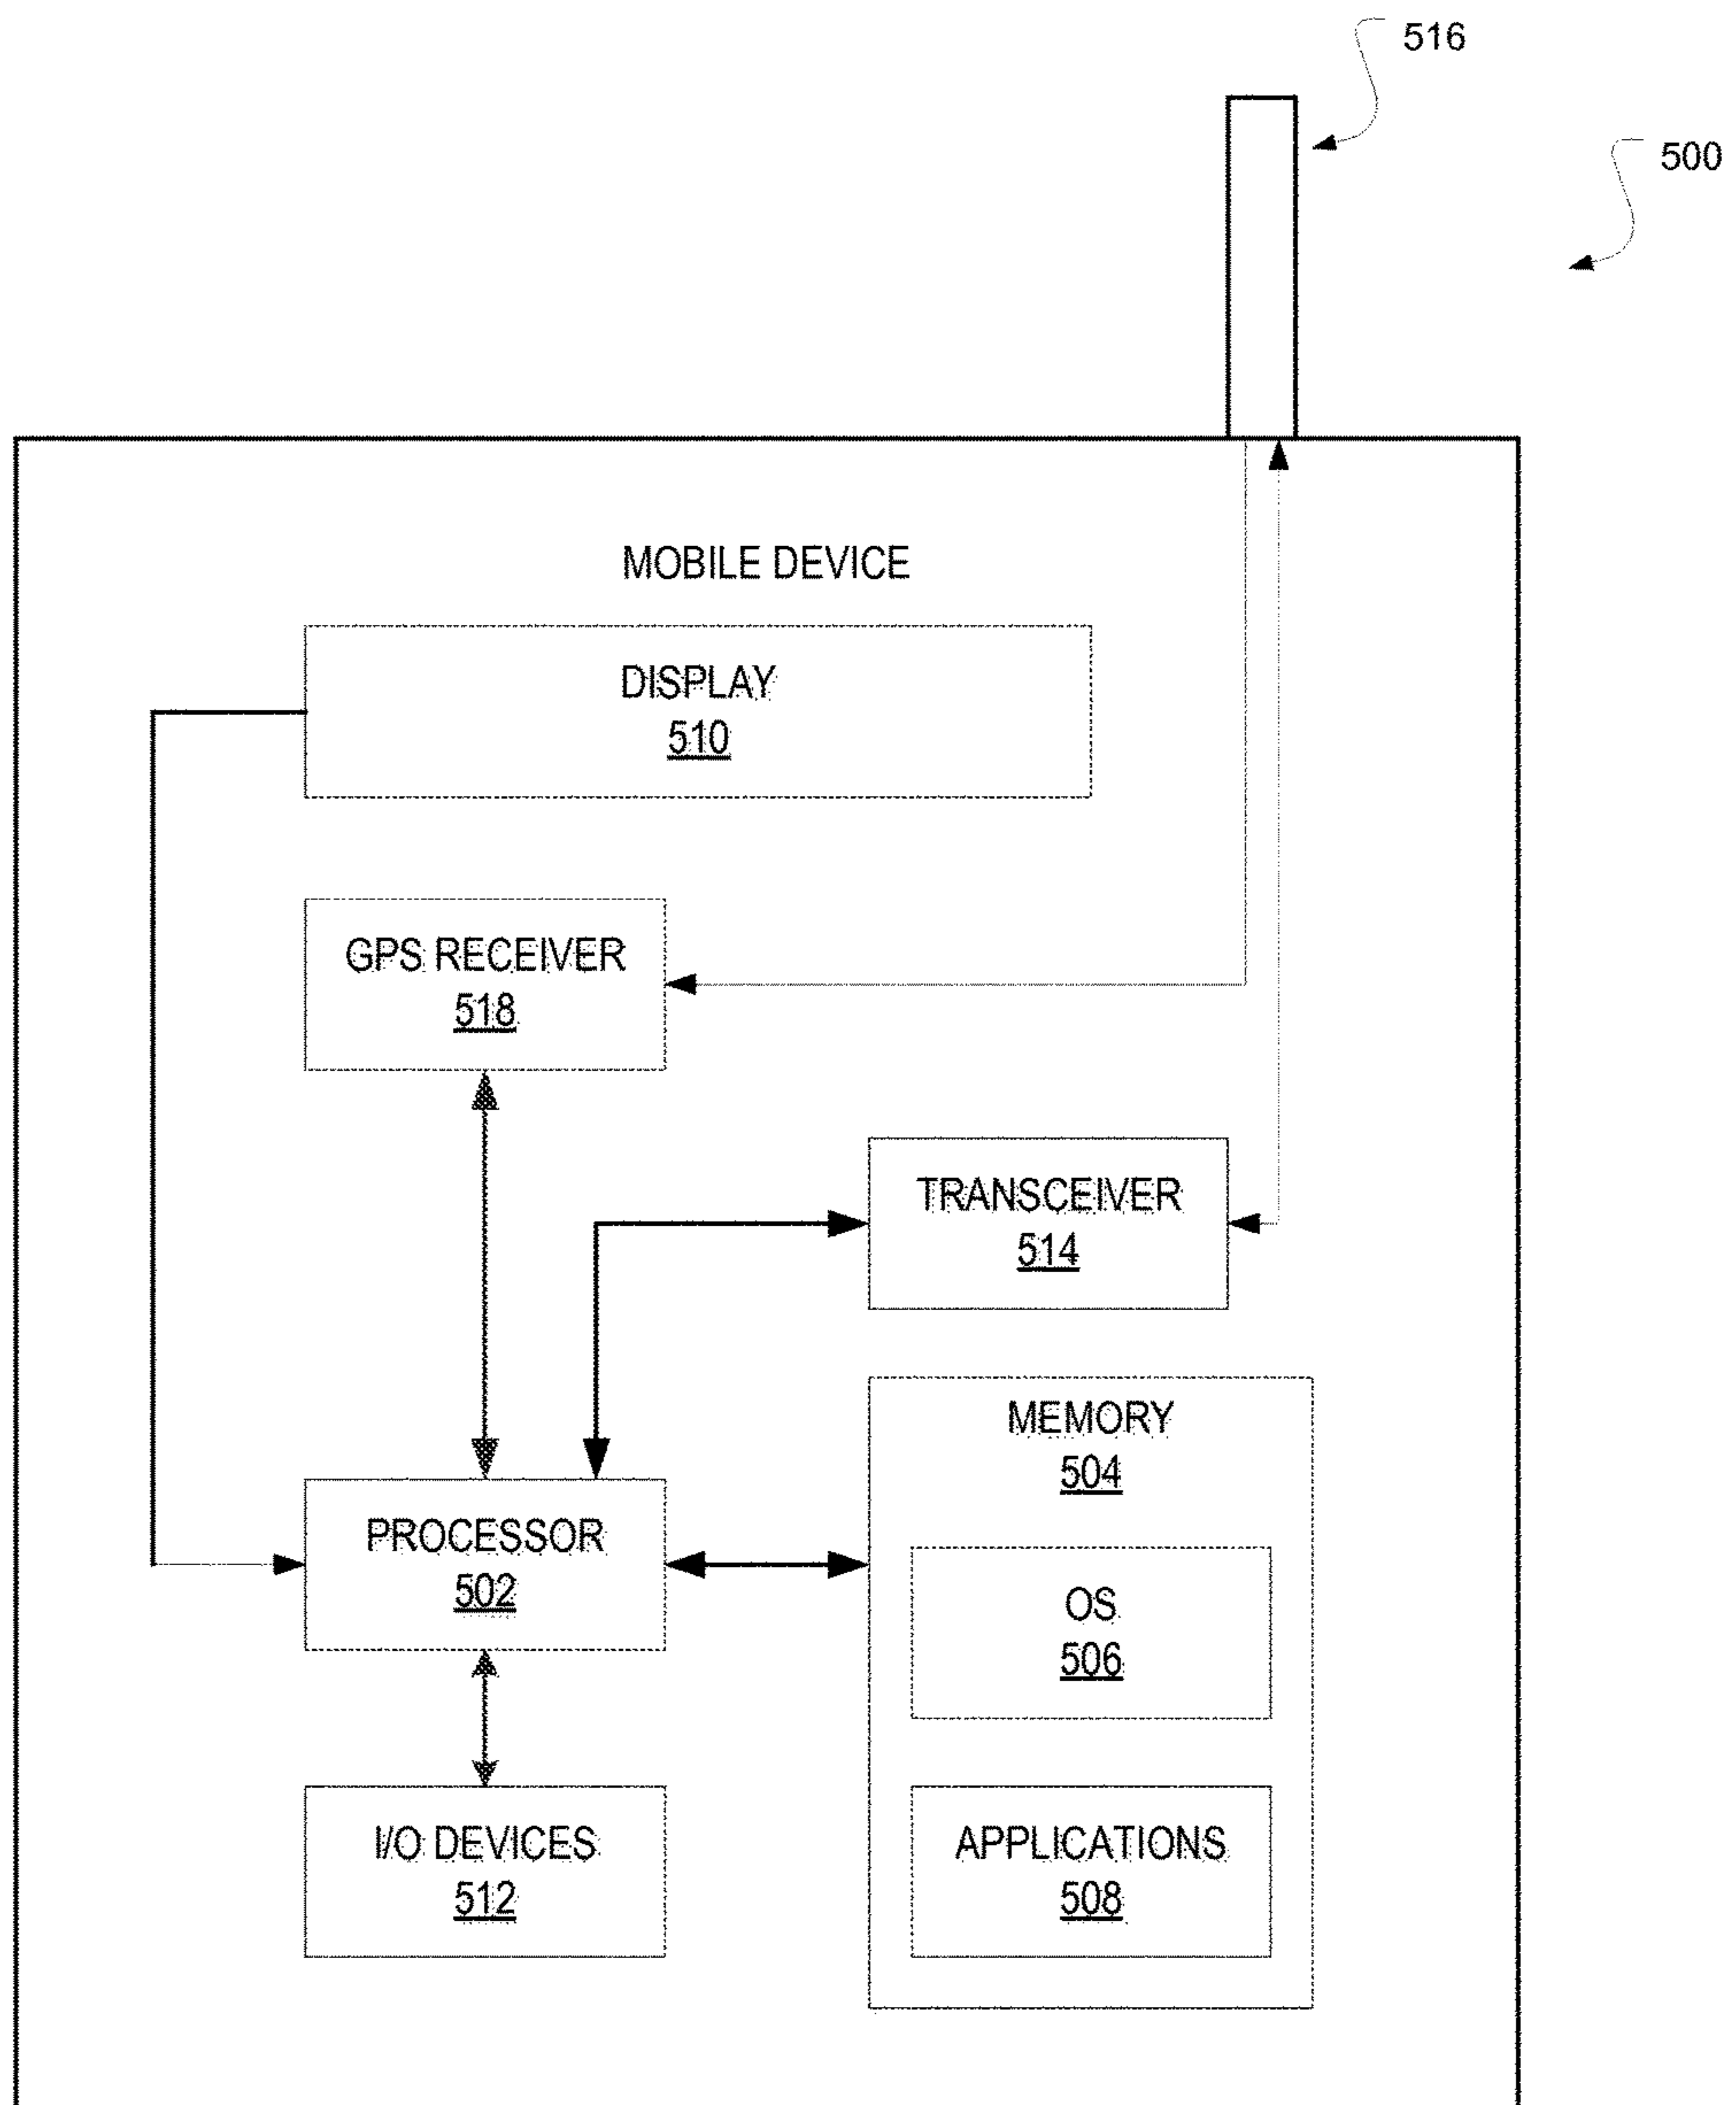 516
500
MOBILE DEVICE
DISPLAY
510
GPS RECEIVER
518
TRANSCEIVER
514
MEMORY
504
PROCESSOR
502
OS
506
I/O DEVICES
512
APPLICATIONS
508